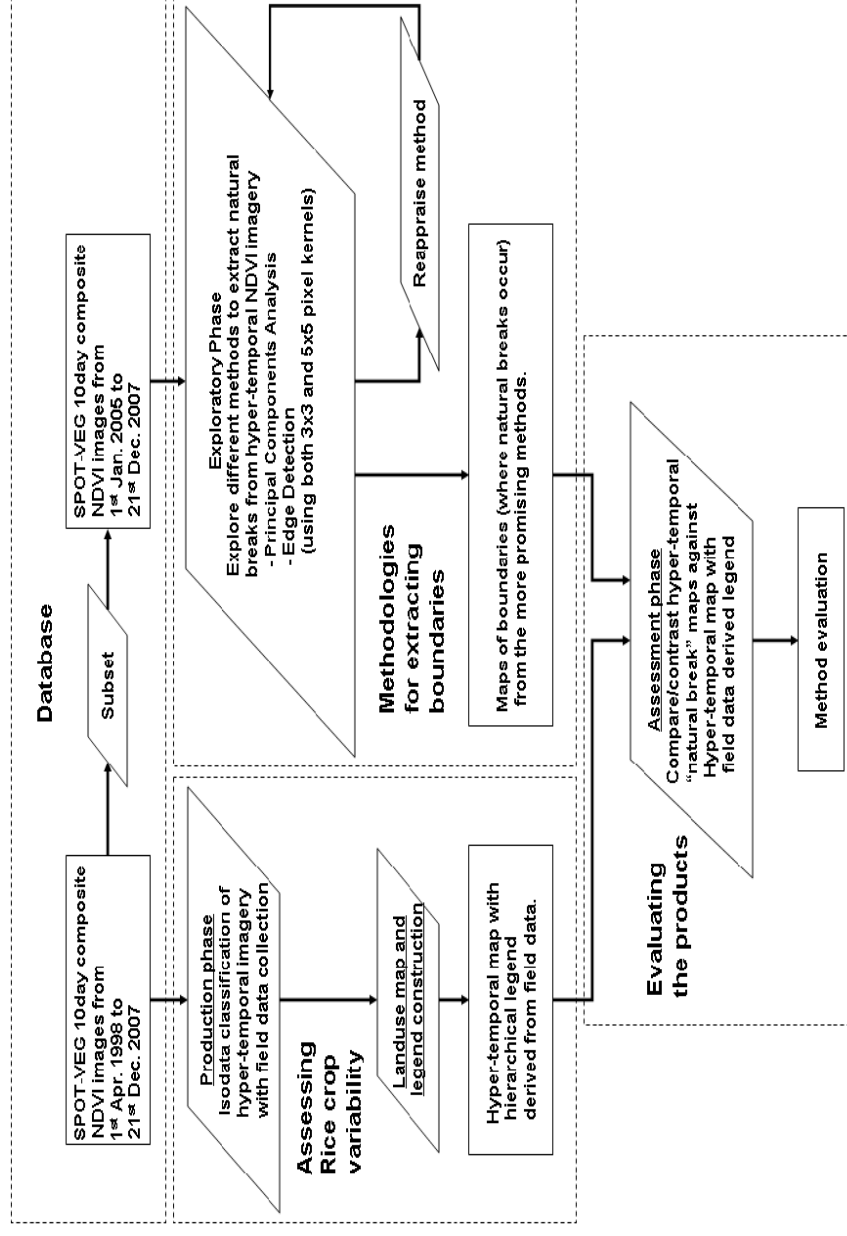 Database
SPOT-VEG 10day composite
NDVI images from
1st Apr. 1998 to
21st Dec. 2007
Subset
SPOT-VEG 10day composite
NDVI images from
1st Jan. 2005 to
21st Dec. 2007
Production phase
Isodata classification of
hyper-temporal imagery
with field data collection
Assessing
Rice crop
variability
Landuse map and
legend construction
Hyper-temporal map with
hierarchical legend
derived from field data.
Exploratory Phase
Explore different methods to extract natural
breaks from hyper-temporal NDVI imagery
- Principal Components Analysis
- Edge Detection
(using both 3x3 and 5x5 pixel kernels)
Reappraise method
Methodologies
for extracting
boundaries
Maps of boundaries (where natural breaks occur)
from the more promising methods.
Evaluating
the products
Assessment phase
Compare/contrast hyper-temporal
“natural break” maps against
Hyper-temporal map with
field data derived legend
Method evaluation